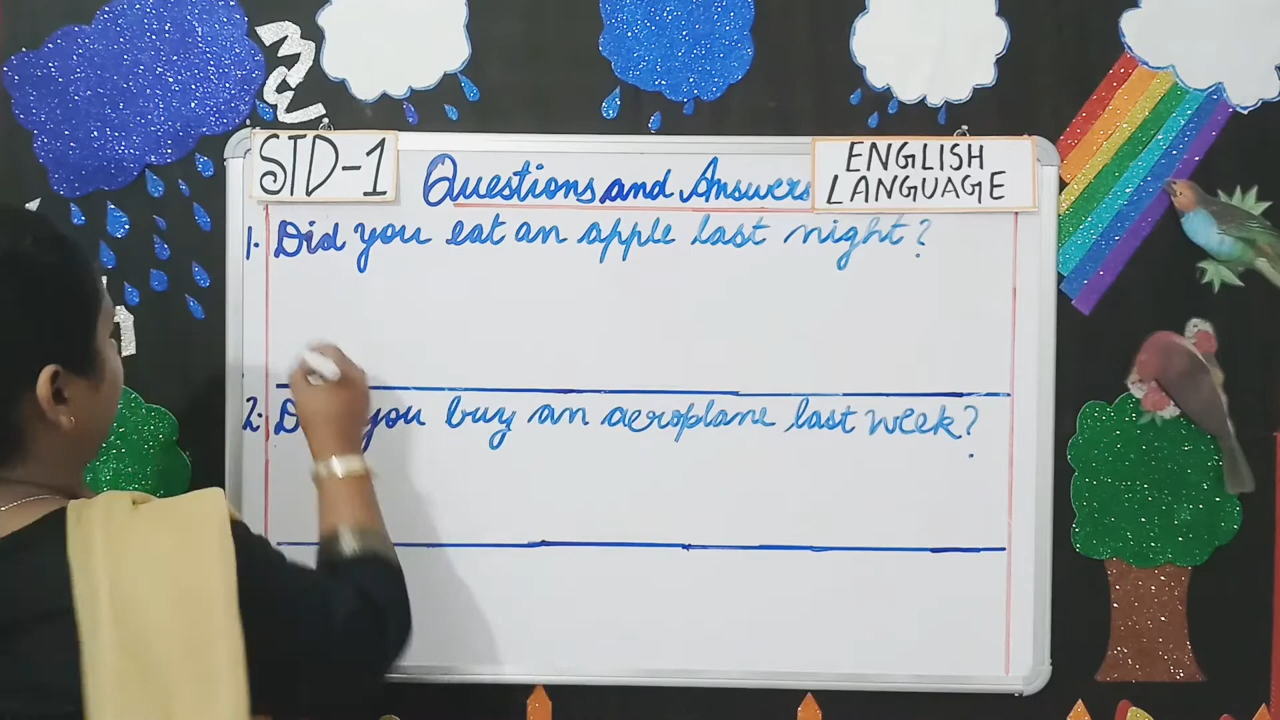 STD-1
Questions and Answers
ENGLISH
LANGUAGE
1. Did you eat an apple last night?
2. you buy an aeroplane last week?